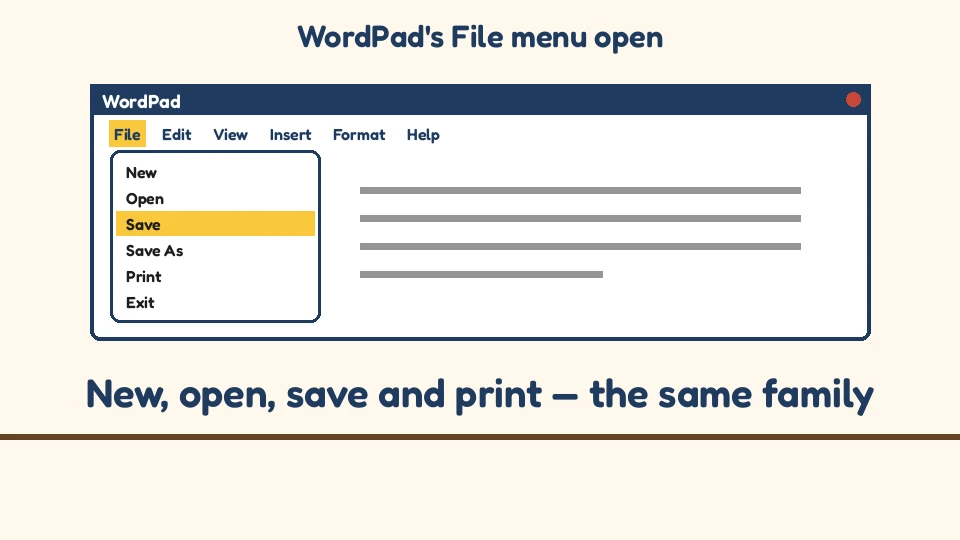 WordPad's File menu open
WordPad
File Edit View Insert Format Help
New
Open
Save
Save As
Print
Exit
New, open, save and print — the same family